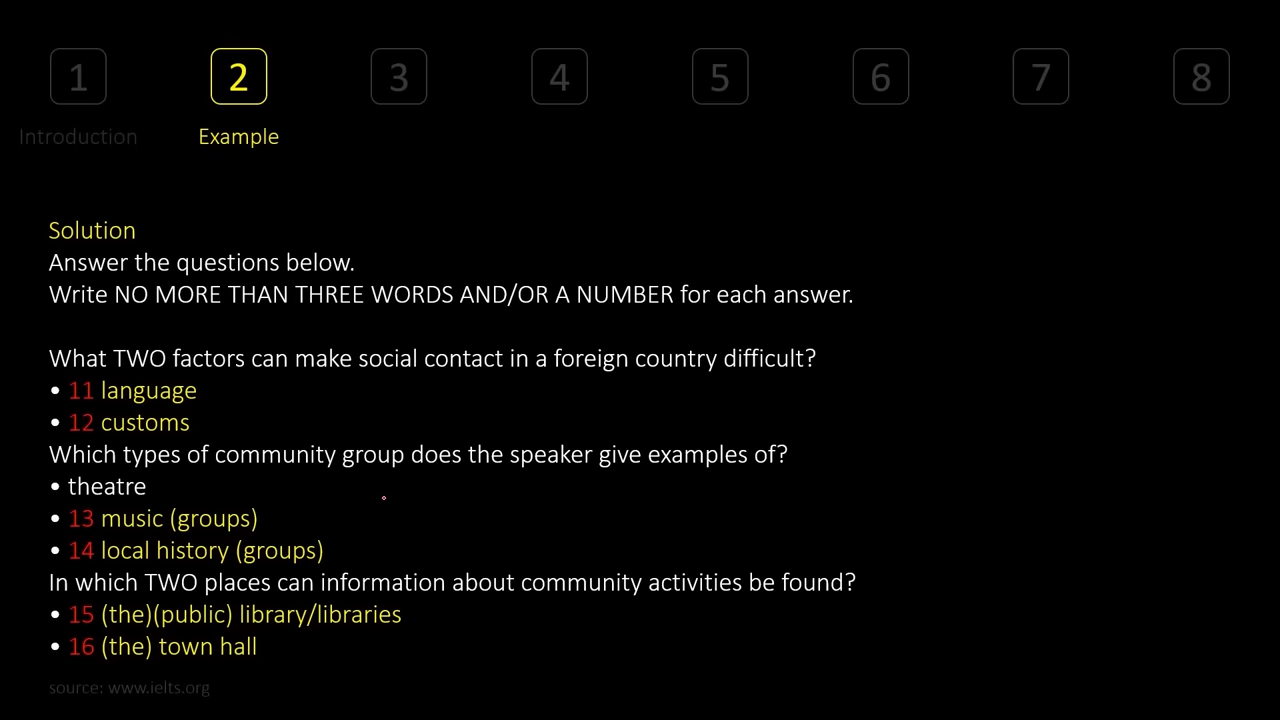 1 2 3 4 5 6 7 8
Introduction Example
Solution
Answer the questions below.
Write NO MORE THAN THREE WORDS AND/OR A NUMBER for each answer.
What TWO factors can make social contact in a foreign country difficult?
• 11 language
• 12 customs
Which types of community group does the speaker give examples of?
• theatre
• 13 music (groups)
• 14 local history (groups)
In which TWO places can information about community activities be found?
• 15 (the)(public) library/libraries
• 16 (the) town hall
source: www.ielts.org